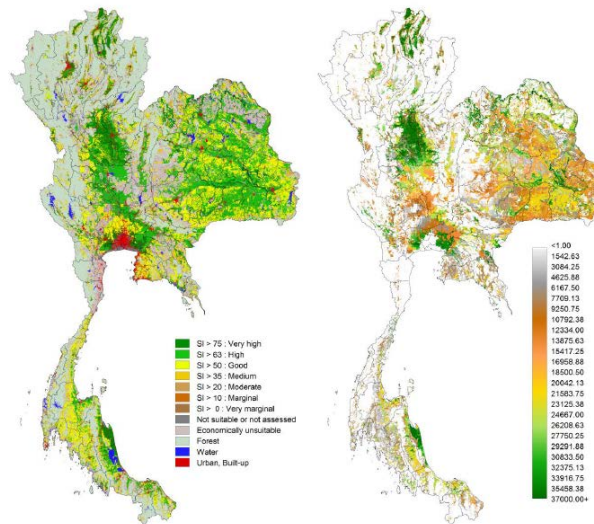 SI > 75 : Very high
SI > 63 : High
SI > 50 : Good
SI > 35 : Medium
SI > 20 : Moderate
SI > 10 : Marginal
SI > 0 : Very marginal
Not suitable or not assessed
Economically unsuitable
Forest
Water
Urban, Built-up
<1.00
1542.63
3084.25
4625.88
6167.50
7769.13
9250.75
10792.38
12334.00
13875.63
15417.25
16958.88
18500.50
20042.13
21583.75
23125.38
24667.00
26208.63
27750.25
29291.88
30833.50
32375.13
33916.75
35458.38
37000.00+